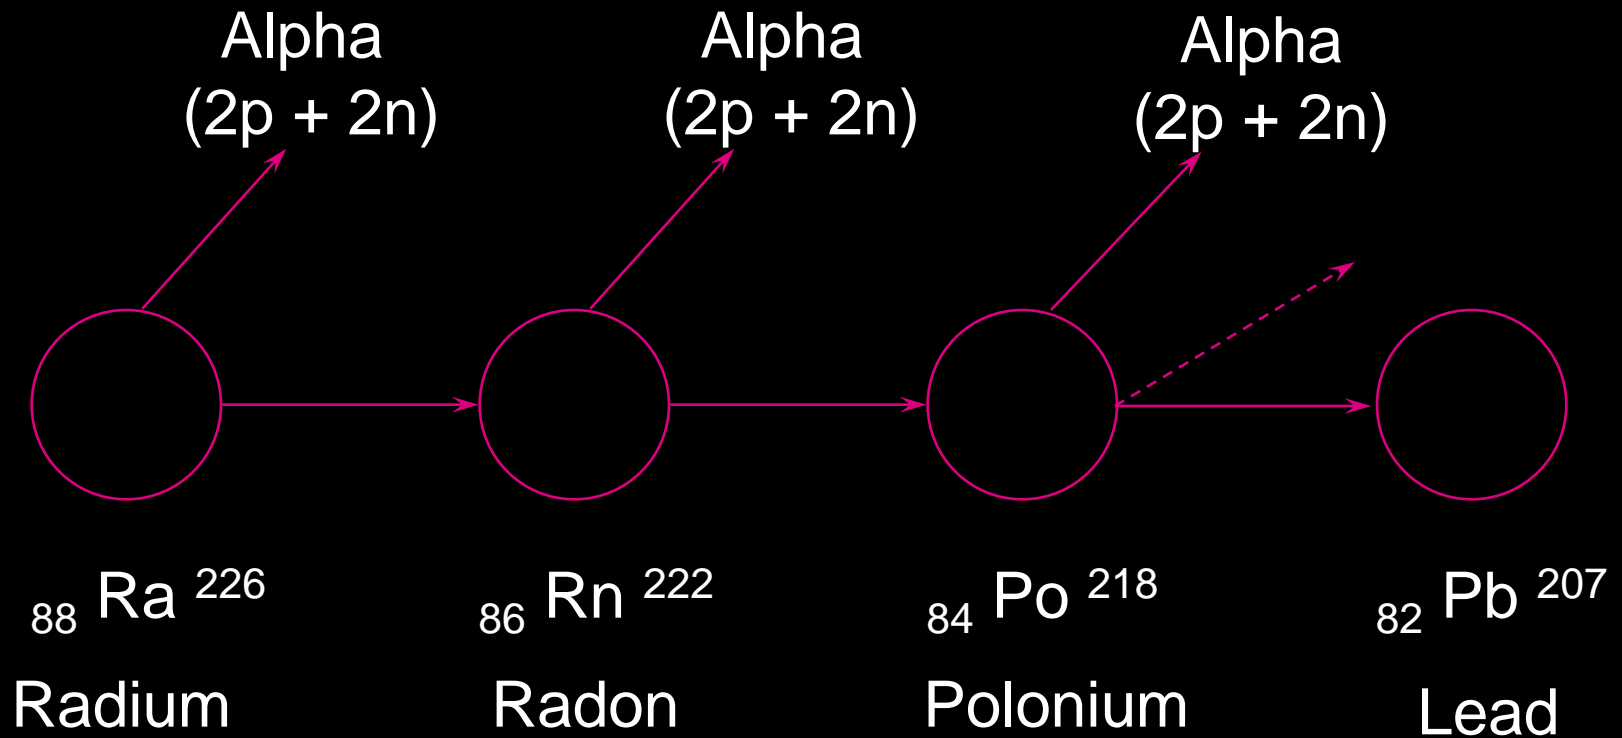 Alpha
(2p + 2n)
Alpha
(2p + 2n)
Alpha
(2p + 2n)
88 Ra 226
Radium
86 Rn 222
Radon
84 Po 218
Polonium
82 Pb 207
Lead